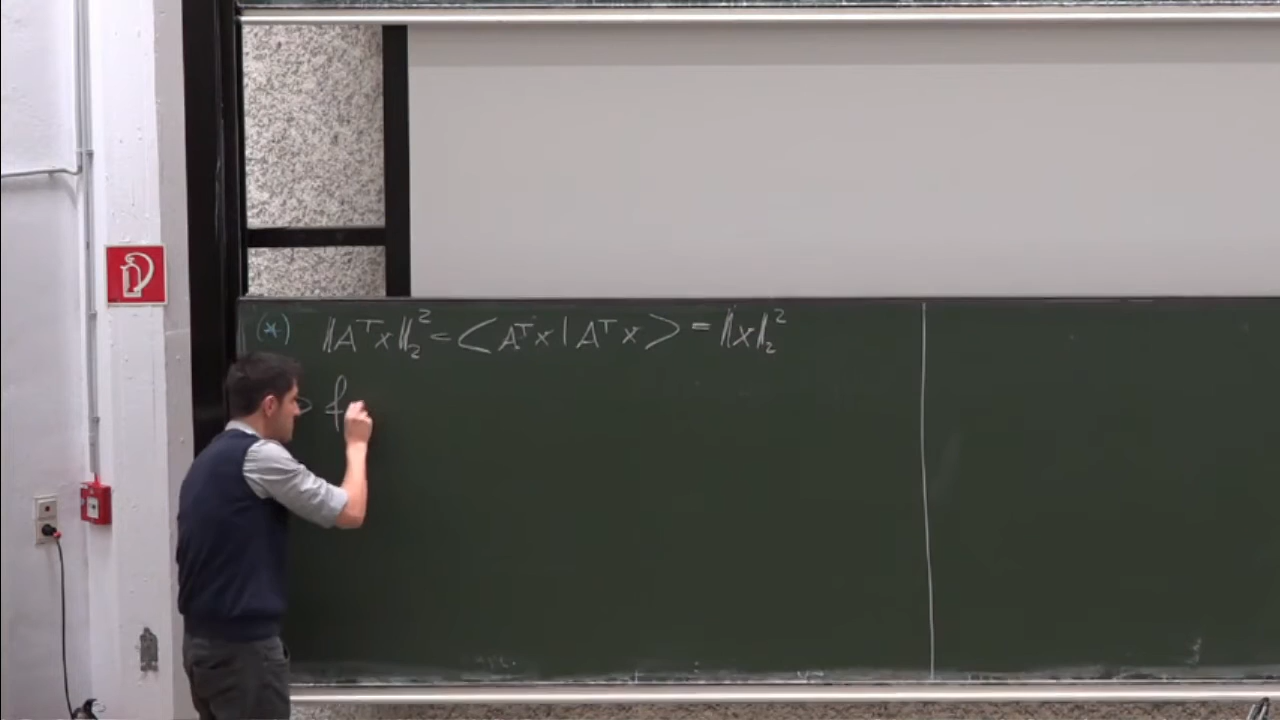 (*) ‖Aᵀx‖₂² = ⟨Aᵀx | Aᵀx⟩ = ‖x‖₂²
f